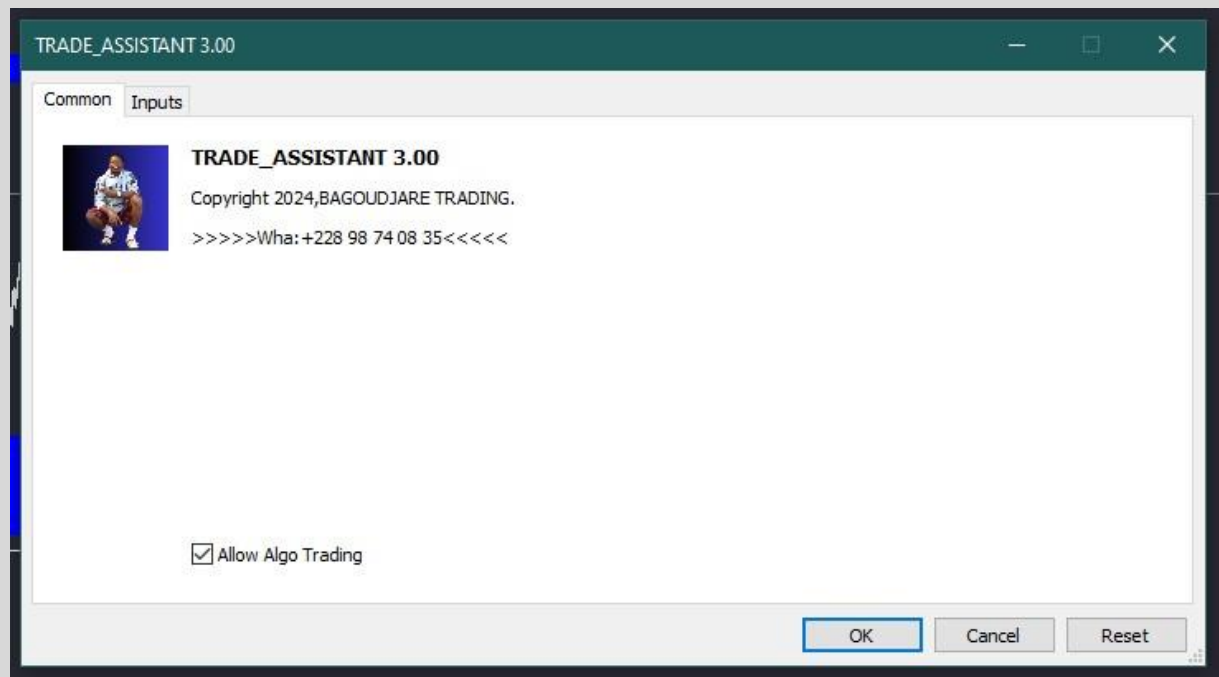 TRADE_ASSISTANT 3.00
Common Inputs
TRADE_ASSISTANT 3.00
Copyright 2024,BAGOUDJARE TRADING.
>>>>>Wha:+228 98 74 08 35<<<<<
Allow Algo Trading
OK Cancel Reset